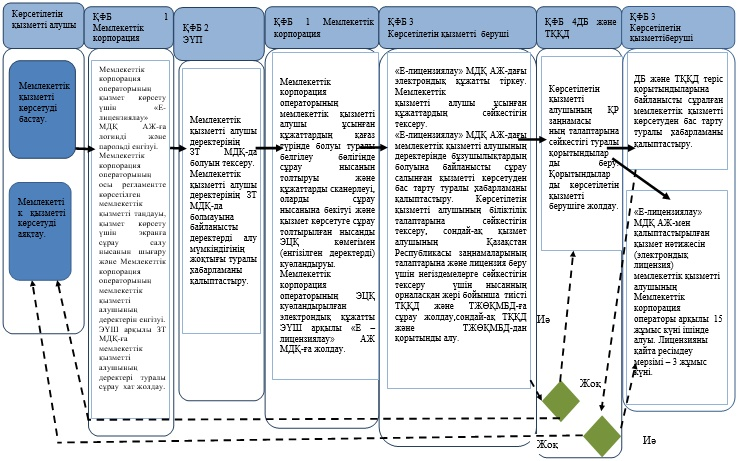 Көрсетілетін
қызметті алушы
ҚФБ 1
Мемлекеттік
корпорация
ҚФБ 2
ЭҮП
ҚФБ 1 Мемлекеттік
корпорация
ҚФБ 3
Көрсетілетін қызметті беруші
ҚФБ 4ДБ және
ТҚҚД
ҚФБ 3
Көрсетілетін
қызметтіберуші
Мемлекеттік
қызметті
көрсетуді
бастау.
Мемлекетті
к қызметті
көрсетуді
аяқтау.
Мемлекеттік
корпорация
операторының
қызмет көрсету
үшін «Е-
лицензиялау»
МДҚ АЖ-ға
логинді және
парольді енгізуі.
Мемлекеттік
корпорация
операторының
осы регламентте
көрсетілген
мемлекеттік
қызметті таңдауы,
қызмет көрсету
үшін экранға
сұрау салу
нысанын шығару
және Мемлекеттік
корпорация
операторының
мемлекеттік
қызметті
алушының
деректерін енгізуі.
ЭҮШ арқылы ЗТ
МДҚ-ға
мемлекеттік
қызметті
алушының
деректері туралы
сұрау хат жолдау.
Мемлекеттік
қызметті алушы
деректерінің
ЗТ МДҚ-да
болуын тексеру.
Мемлекеттік
қызметті алушы
деректерінің ЗТ
МДҚ-да
болмауына
байланысты
деректерді алу
мүмкіндігінің
жоқтығы туралы
хабарламаны
қалыптастыру.
Мемлекеттік
корпорация
операторының
мемлекеттік қызметті
алушы ұсынған
құжаттардың қағаз
түрінде болуы туралы
белгілеу бөлігінде
сұрау нысанын
толтыруы және
құжаттарды сканерлеуі,
оларды сұрау
нысанына бекітуі және
қызмет көрсетуге сұрау
толтырылған нысанды
ЭЦҚ көмегімен
(енгізілген деректерді)
куәландыруы.
Мемлекеттік
корпорация
операторының ЭЦҚ
куәландырылған
электрондық құжатты
ЭҮШ арқылы «Е –
лицензиялау» АЖ
МДҚ-ға жолдау.
«Е-лицензиялау» МДҚ АЖ-дағы
электрондық құжатты тіркеу.
Мемлекеттік
қызметті алушы ұсынған
құжаттардың сәйкестігін
тексеру.
«Е-лицензиялау» МДҚ АЖ-дағы
мемлекеттік қызметті алушының
деректерінде бұзушылықтардың
болуына байланысты сұрау
салынған қызметті көрсетуден
бас тарту туралы хабарламаны
қалыптастыру. Көрсетілетін
қызметті алушының біліктілік
талаптарына сәйкестігін
тексеру, сондай-ақ қызмет
алушының Қазақстан
Республикасы заңнамаларының
талаптарына және лицензия беру
үшін негіздемелерге сәйкестігін
тексеру үшін нысанның
орналасқан жері бойынша тиісті
ТҚҚД және ТЖӨҚМБД-ға
сұрау жолдау,сондай-ақ ТҚҚД
және ТЖӨҚМБД-дан
қорытынды алу.
Көрсетілетін
қызметті
алушының ҚР
заңнамасы
ның талаптарына
сәйкестігі туралы
қорытындылар
ды беру
Қорытындылар
ды көрсетілетін
қызметті
берушіге жолдау.
ДБ және ТҚҚД теріс
қорытындыларына
байланысты сұралған
мемлекеттік қызметті
көрсетуден бас тарту
туралы хабарламаны
қалыптастыру.
«Е-лицензиялау»
МДҚ АЖ-мен
қалыптастырылған
қызмет нәтижесін
(электрондық
лицензия)
мемлекеттік қызметті
алушының
Мемлекеттік
корпорация
операторы арқылы 15
жұмыс күні ішінде
алуы. Лицензияны
қайта ресімдеу
мерзімі – 3 жұмыс
күні.
Иә
Жоқ
Жоқ
Иә